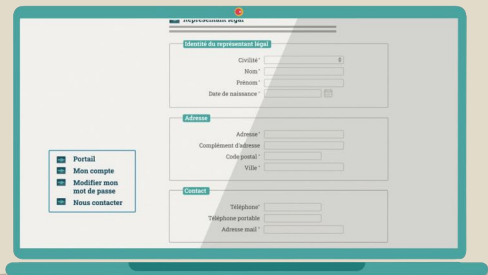 Représentant légal
Identité du représentant légal
Civilité*
Nom*
Prénom*
Date de naissance*
Adresse
Adresse*
Complément d'adresse
Code postal*
Ville*
Portail
Mon compte
Modifier mon
mot de passe
Nous contacter
Contact
Téléphone*
Téléphone portable
Adresse mail*